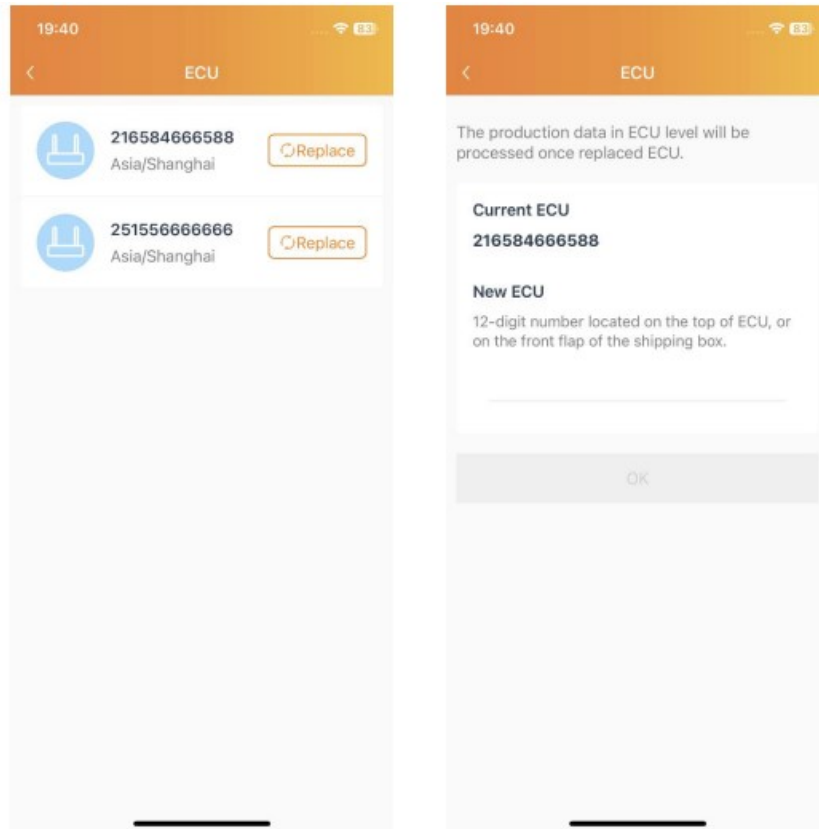 19:40
83
ECU
216584666588
Asia/Shanghai
Replace
251556666666
Asia/Shanghai
Replace
19:40
83
ECU
The production data in ECU level will be
processed once replaced ECU.
Current ECU
216584666588
New ECU
12-digit number located on the top of ECU, or
on the front flap of the shipping box.
OK